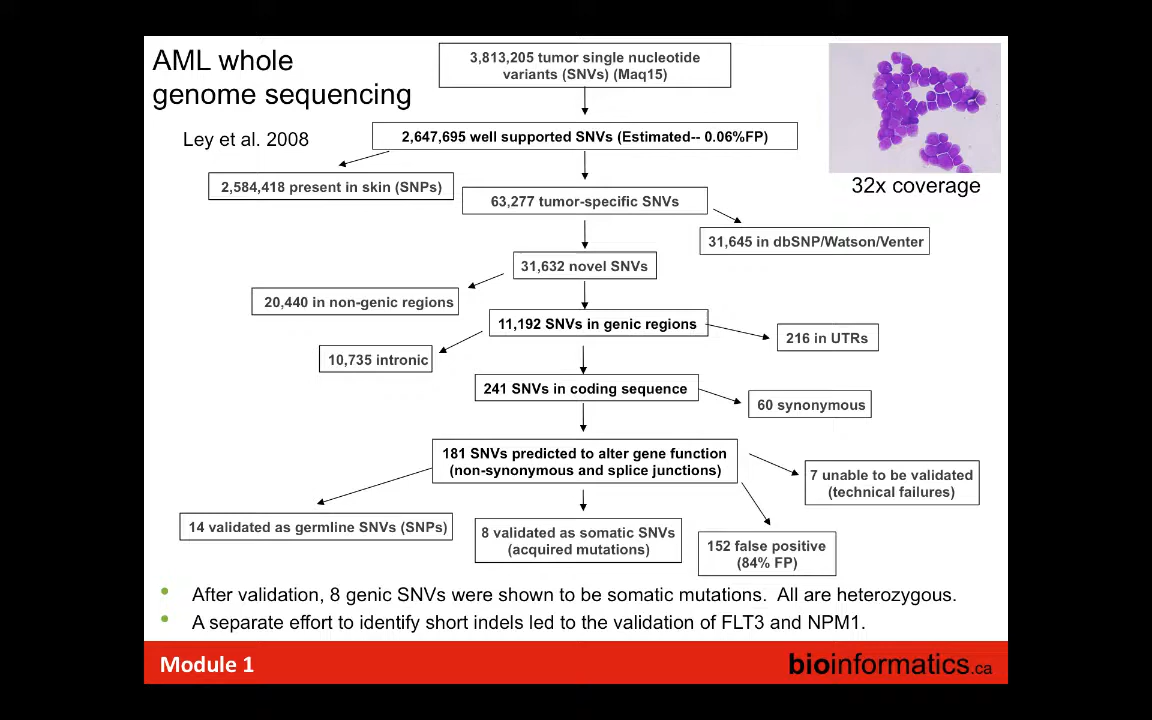 AML whole
genome sequencing
Ley et al. 2008
3,813,205 tumor single nucleotide
variants (SNVs) (Maq15)
2,647,695 well supported SNVs (Estimated-- 0.06%FP)
32x coverage
2,584,418 present in skin (SNPs)
63,277 tumor-specific SNVs
31,645 in dbSNP/Watson/Venter
31,632 novel SNVs
20,440 in non-genic regions
11,192 SNVs in genic regions
216 in UTRs
10,735 intronic
241 SNVs in coding sequence
60 synonymous
181 SNVs predicted to alter gene function
(non-synonymous and splice junctions)
7 unable to be validated
(technical failures)
14 validated as germline SNVs (SNPs)
8 validated as somatic SNVs
(acquired mutations)
152 false positive
(84% FP)
• After validation, 8 genic SNVs were shown to be somatic mutations.  All are heterozygous.
• A separate effort to identify short indels led to the validation of FLT3 and NPM1.
Module 1
bioinformatics.ca